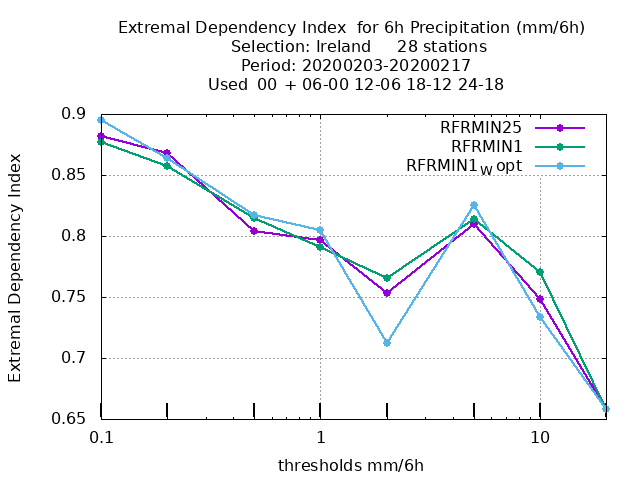 Extremal Dependency Index  for 6h Precipitation (mm/6h)
Selection: Ireland     28 stations
Period: 20200203-20200217
Used  00  + 06-00 12-06 18-12 24-18
RFRMIN25
RFRMIN1
RFRMIN1W opt
Extremal Dependency Index
0.9
0.85
0.8
0.75
0.7
0.65
0.1 1 10
thresholds mm/6h